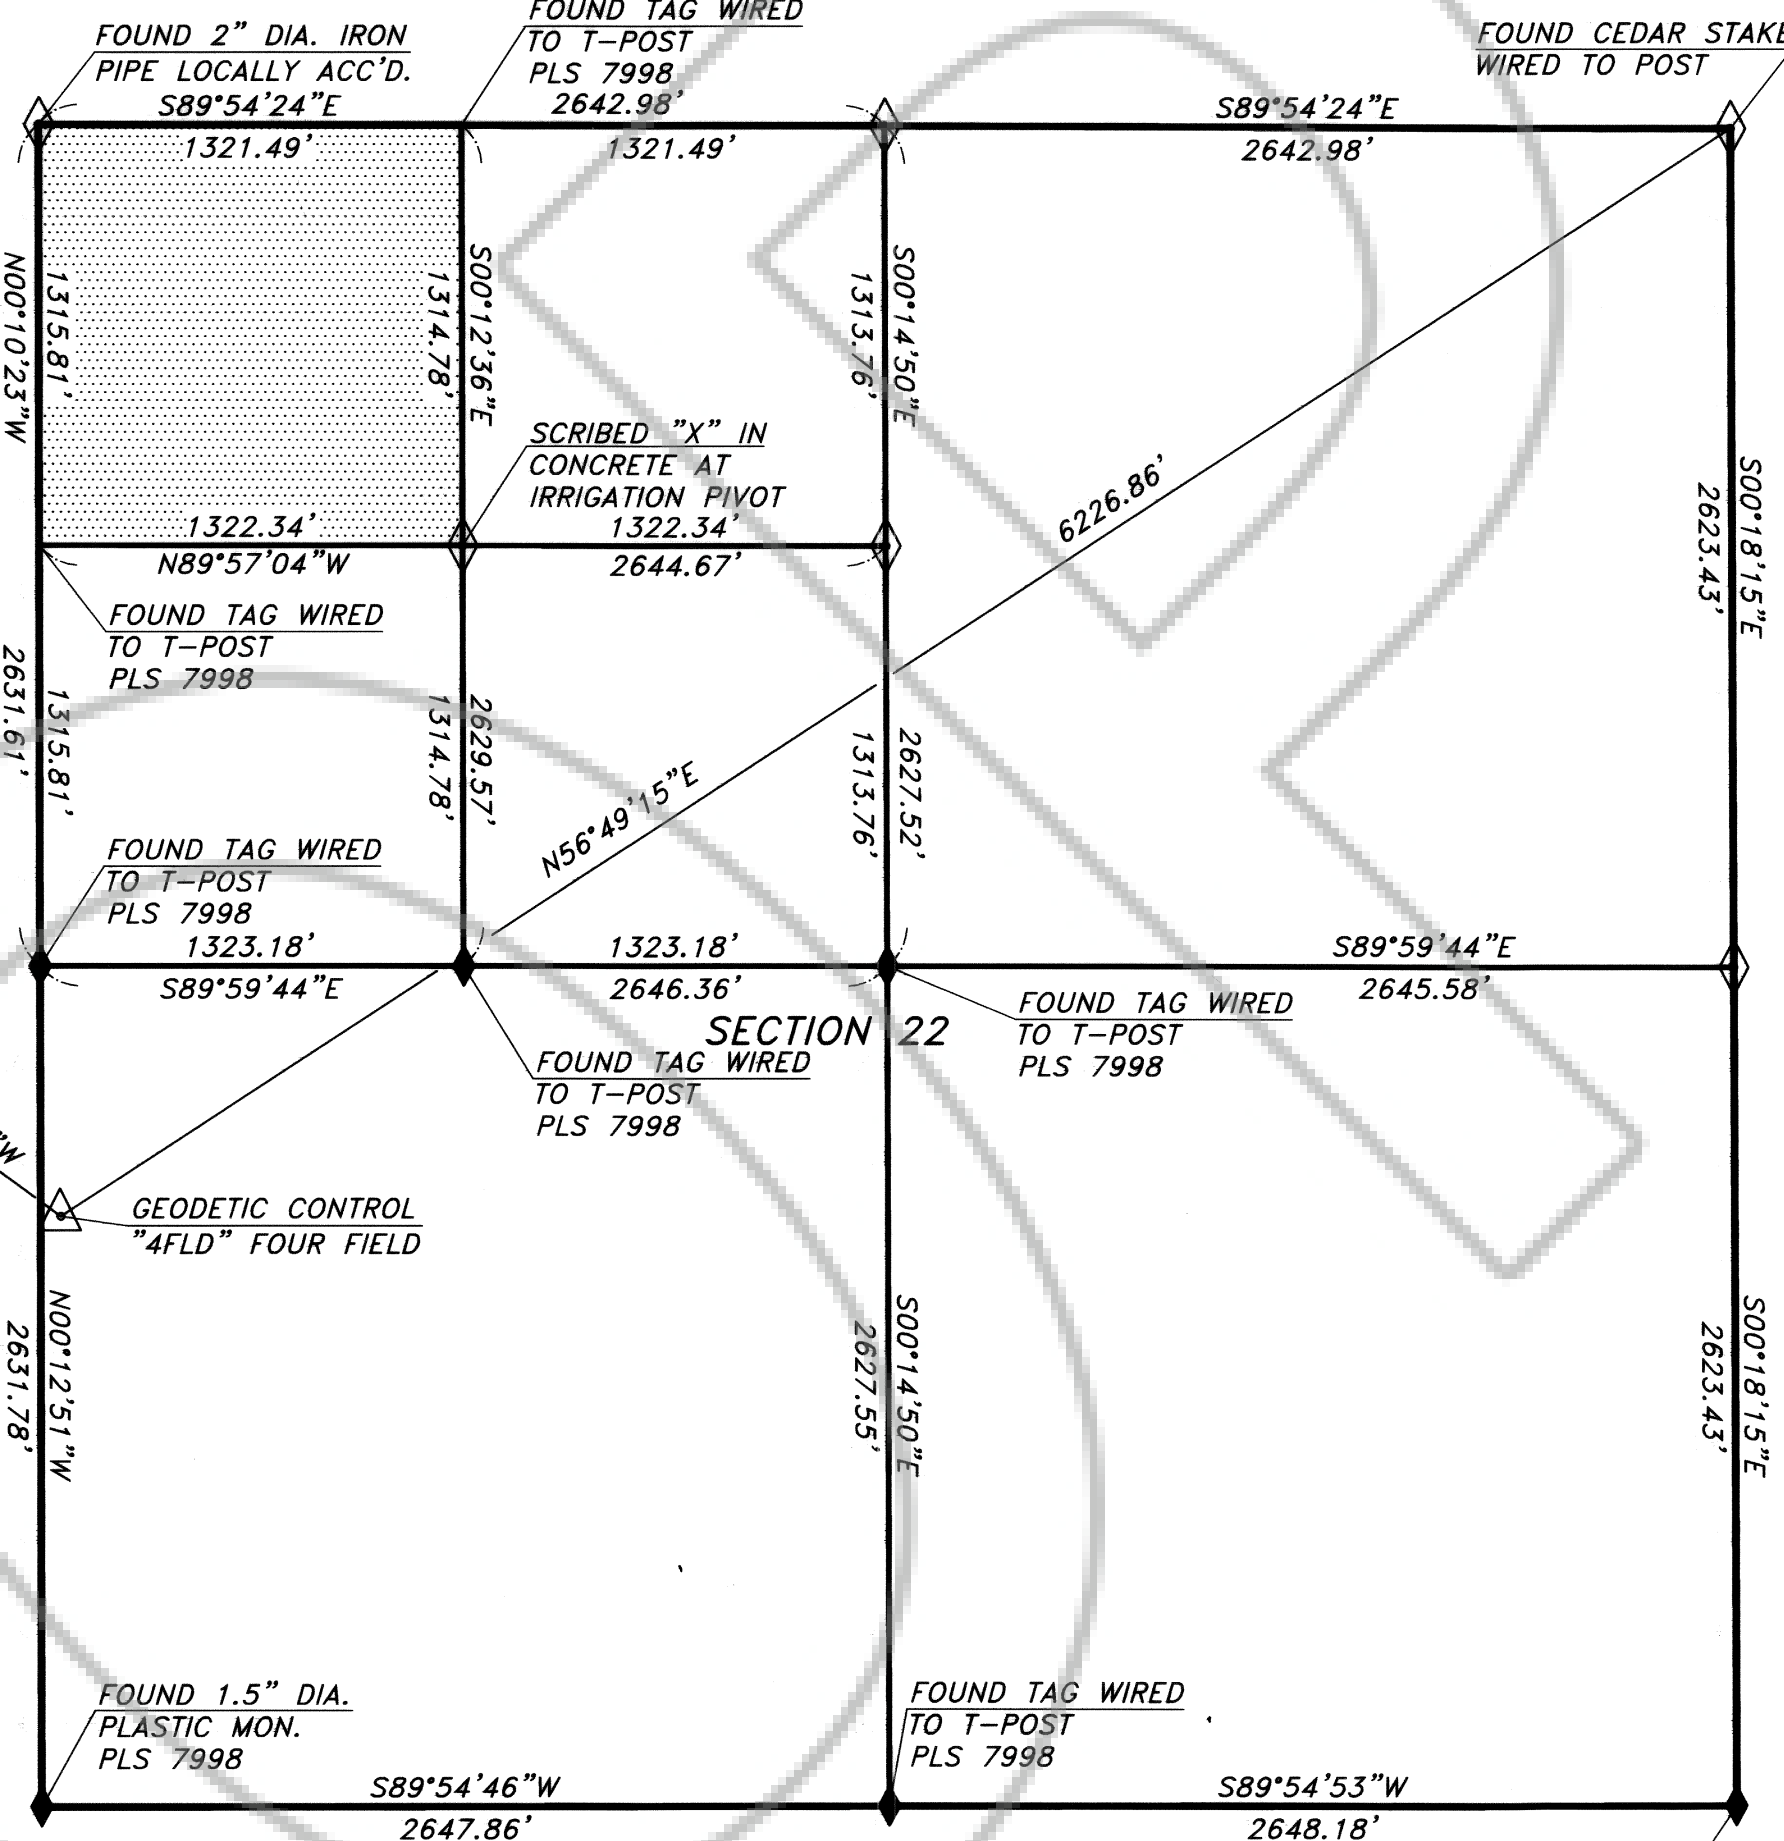 FOUND 2" DIA. IRON
PIPE LOCALLY ACC'D.
FOUND TAG WIRED
TO T-POST
PLS 7998
FOUND CEDAR STAKE
WIRED TO POST
S89°54'24"E
2642.98'
S89°54'24"E
1321.49'
1321.49'
2642.98'
N00°10'23"W
1315.81'
1314.78'
S00°12'36"E
1313.76'
S00°14'50"E
SCRIBED "X" IN
CONCRETE AT
IRRIGATION PIVOT
6226.86'
2623.43'
S00°18'15"E
1322.34'
1322.34'
N89°57'04"W
2644.67'
FOUND TAG WIRED
TO T-POST
PLS 7998
2631.61'
1315.81'
1314.78'
2629.57'
N56°49'15"E
1313.76'
2627.52'
FOUND TAG WIRED
TO T-POST
PLS 7998
1323.18'
1323.18'
S89°59'44"E
S89°59'44"E
2646.36'
2645.58'
SECTION 22
FOUND TAG WIRED
TO T-POST
PLS 7998
FOUND TAG WIRED
TO T-POST
PLS 7998
"W
GEODETIC CONTROL
"4FLD" FOUR FIELD
2631.78'
N00°12'51"W
2627.55'
S00°14'50"E
2623.43'
S00°18'15"E
FOUND 1.5" DIA.
PLASTIC MON.
PLS 7998
FOUND TAG WIRED
TO T-POST
PLS 7998
S89°54'46"W
2647.86'
S89°54'53"W
2648.18'